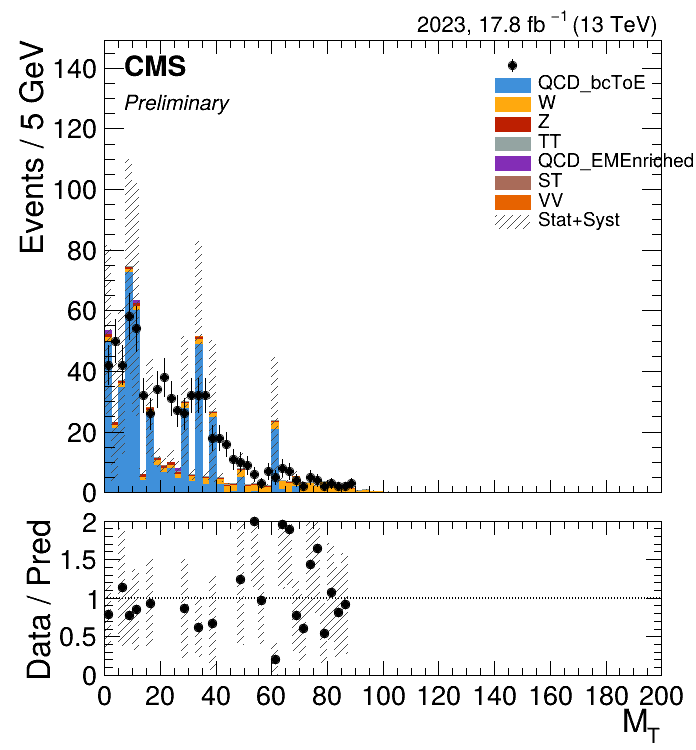 2023, 17.8 fb⁻¹ (13 TeV)
CMS
Preliminary
Events / 5 GeV
140
120
100
80
60
40
20
0
QCD_bcToE
W
Z
TT
QCD_EMEnriched
ST
VV
Stat+Syst
Data / Pred
2
1.5
1
0.5
0
0 20 40 60 80 100 120 140 160 180 200
M_T